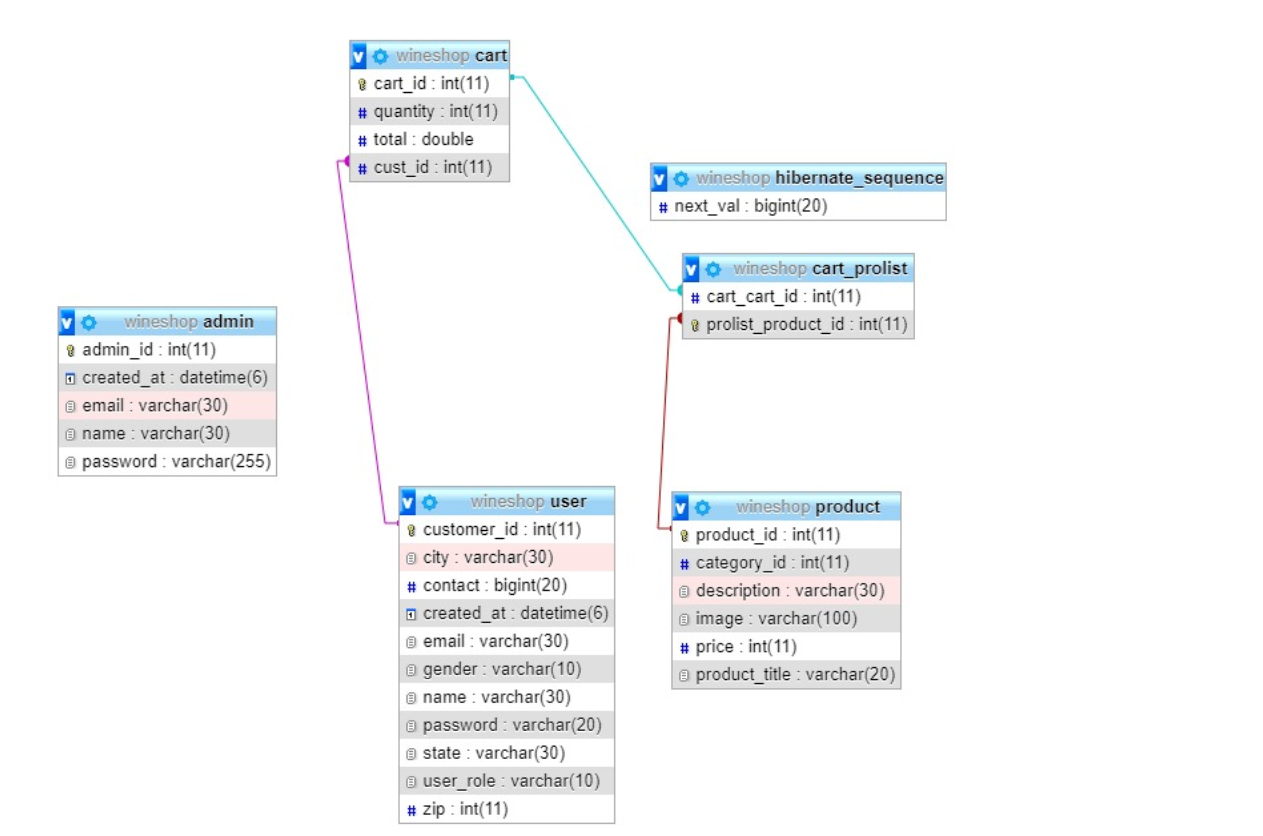 wineshop cart
cart_id : int(11)
quantity : int(11)
total : double
cust_id : int(11)
wineshop hibernate_sequence
next_val : bigint(20)
wineshop cart_prolist
cart_cart_id : int(11)
prolist_product_id : int(11)
wineshop admin
admin_id : int(11)
created_at : datetime(6)
email : varchar(30)
name : varchar(30)
password : varchar(255)
wineshop user
customer_id : int(11)
city : varchar(30)
contact : bigint(20)
created_at : datetime(6)
email : varchar(30)
gender : varchar(10)
name : varchar(30)
password : varchar(20)
state : varchar(30)
user_role : varchar(10)
zip : int(11)
wineshop product
product_id : int(11)
category_id : int(11)
description : varchar(30)
image : varchar(100)
price : int(11)
product_title : varchar(20)